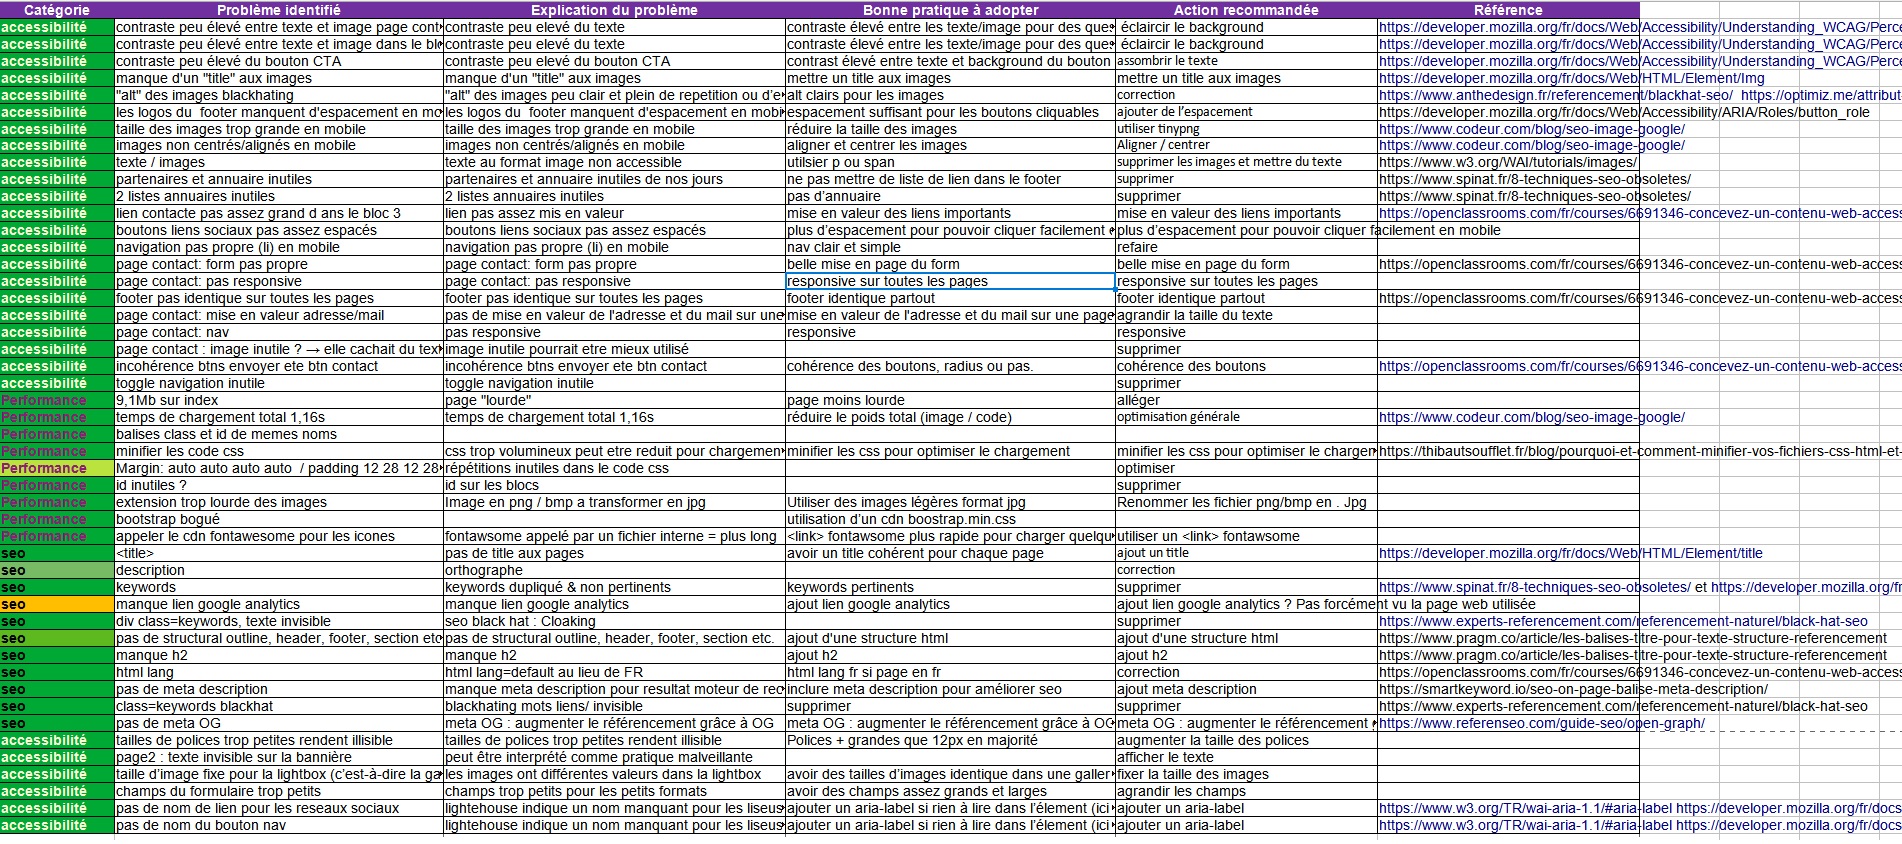 Catégorie Problème identifié Explication du problème Bonne pratique à adopter Action recommandée Référence
accessibilité contraste peu élevé entre texte et image page cont contraste peu elevé du texte contraste élevé entre les texte/image pour des ques éclaircir le background https://developer.mozilla.org/fr/docs/Web/Accessibility/Understanding_WCAG/Perce
accessibilité contraste peu élevé entre texte et image dans le blo contraste peu elevé du texte contraste élevé entre les texte/image pour des ques éclaircir le background https://developer.mozilla.org/fr/docs/Web/Accessibility/Understanding_WCAG/Perce
accessibilité contraste peu élevé du bouton CTA contraste peu elevé du bouton CTA contrast élevé entre texte et background du bouton assombrir le texte https://developer.mozilla.org/fr/docs/Web/Accessibility/Understanding_WCAG/Perce
accessibilité manque d'un "title" aux images manque d'un "title" aux images mettre un title aux images mettre un title aux images https://developer.mozilla.org/fr/docs/Web/HTML/Element/Img
accessibilité "alt" des images blackhating "alt" des images peu clair et plein de repetition ou d'e alt clairs pour les images correction https://www.anthedesign.fr/referencement/blackhat-seo/ https://optimiz.me/attribut-
accessibilité les logos du footer manquent d'espacement en mo les logos du footer manquent d'espacement en mobi espacement suffisant pour les boutons cliquables ajouter de l'espacement https://developer.mozilla.org/fr/docs/Web/Accessibility/ARIA/Roles/button_role
accessibilité taille des images trop grande en mobile taille des images trop grande en mobile réduire la taille des images utiliser tinypng https://www.codeur.com/blog/seo-image-google/
accessibilité images non centrés/alignés en mobile images non centrés/alignés en mobile aligner et centrer les images Aligner / centrer https://www.codeur.com/blog/seo-image-google/
accessibilité texte / images texte au format image non accessible utilsier p ou span supprimer les images et mettre du texte https://www.w3.org/WAI/tutorials/images/
accessibilité partenaires et annuaire inutiles partenaires et annuaire inutiles de nos jours ne pas mettre de liste de lien dans le footer supprimer https://www.spinat.fr/8-techniques-seo-obsoletes/
accessibilité 2 listes annuaires inutiles 2 listes annuaires inutiles pas d'annuaire supprimer https://www.spinat.fr/8-techniques-seo-obsoletes/
accessibilité lien contacte pas assez grand d ans le bloc 3 lien pas assez mis en valeur mise en valeur des liens importants mise en valeur des liens importants https://openclassrooms.com/fr/courses/6691346-concevez-un-contenu-web-access
accessibilité boutons liens sociaux pas assez espacés boutons liens sociaux pas assez espacés plus d'espacement pour pouvoir cliquer facilement e plus d'espacement pour pouvoir cliquer facilement en mobile
accessibilité navigation pas propre (li) en mobile navigation pas propre (li) en mobile nav clair et simple refaire
accessibilité page contact: form pas propre page contact: form pas propre belle mise en page du form belle mise en page du form https://openclassrooms.com/fr/courses/6691346-concevez-un-contenu-web-access
accessibilité page contact: pas responsive page contact: pas responsive responsive sur toutes les pages responsive sur toutes les pages
accessibilité footer pas identique sur toutes les pages footer pas identique sur toutes les pages footer identique partout footer identique partout https://openclassrooms.com/fr/courses/6691346-concevez-un-contenu-web-access
accessibilité page contact: mise en valeur adresse/mail pas de mise en valeur de l'adresse et du mail sur une mise en valeur de l'adresse et du mail sur une page agrandir la taille du texte
accessibilité page contact: nav pas responsive responsive responsive
accessibilité page contact : image inutile ? → elle cachait du tex image inutile pourrait etre mieux utilisé supprimer
accessibilité incohérence btns envoyer ete btn contact incohérence btns envoyer ete btn contact cohérence des boutons, radius ou pas. cohérence des boutons https://openclassrooms.com/fr/courses/6691346-concevez-un-contenu-web-access
accessibilité toggle navigation inutile toggle navigation inutile supprimer
Performance 9,1Mb sur index page "lourde" page moins lourde alléger
Performance temps de chargement total 1,16s temps de chargement total 1,16s réduire le poids total (image / code) optimisation générale https://www.codeur.com/blog/seo-image-google/
Performance balises class et id de memes noms
Performance minifier les code css css trop volumineux peut etre reduit pour chargemen minifier les css pour optimiser le chargement minifier les css pour optimiser le chargen https://thibautsoufflet.fr/blog/pourquoi-et-comment-minifier-vos-fichiers-css-html-et-
Performance Margin: auto auto auto auto / padding 12 28 12 28 répétitions inutiles dans le code css optimiser
Performance id inutiles ? id sur les blocs supprimer
Performance extension trop lourde des images Image en png / bmp a transformer en jpg Utiliser des images légères format jpg Renommer les fichier png/bmp en . Jpg
Performance bootstrap bogué utilisation d'un cdn boostrap.min.css
Performance appeler le cdn fontawesome pour les icones fontawsome appelé par un fichier interne = plus long <link> fontawsome plus rapide pour charger quelqu utiliser un <link> fontawsome
seo <title> pas de title aux pages avoir un title cohérent pour chaque page ajout un title https://developer.mozilla.org/fr/docs/Web/HTML/Element/title
seo description orthographe correction
seo keywords keywords dupliqué & non pertinents keywords pertinents supprimer https://www.spinat.fr/8-techniques-seo-obsoletes/ et https://developer.mozilla.org/fr
seo manque lien google analytics manque lien google analytics ajout lien google analytics ajout lien google analytics ? Pas forcément vu la page web utilisée
seo div class=keywords, texte invisible seo black hat : Cloaking supprimer https://www.experts-referencement.com/referencement-naturel/black-hat-seo
seo pas de structural outline, header, footer, section etc pas de structural outline, header, footer, section etc. ajout d'une structure html ajout d'une structure html https://www.pragm.co/article/les-balises-titre-pour-texte-structure-referencement
seo manque h2 manque h2 ajout h2 ajout h2 https://www.pragm.co/article/les-balises-titre-pour-texte-structure-referencement
seo html lang html lang=default au lieu de FR html lang fr si page en fr correction https://openclassrooms.com/fr/courses/6691346-concevez-un-contenu-web-access
seo pas de meta description manque meta description pour resultat moteur de rec inclure meta description pour améliorer seo ajout meta description https://smartkeyword.io/seo-on-page-balise-meta-description/
seo class=keywords blackhat blackhating mots liens/ invisible supprimer supprimer https://www.experts-referencement.com/referencement-naturel/black-hat-seo
seo pas de meta OG meta OG : augmenter le référencement grâce à OG meta OG : augmenter le référencement grâce à OG meta OG : augmenter le référencement https://www.referenseo.com/guide-seo/open-graph/
accessibilité tailles de polices trop petites rendent illisible tailles de polices trop petites rendent illisible Polices + grandes que 12px en majorité augmenter la taille des polices
accessibilité page2 : texte invisible sur la bannière peut être interprété comme pratique malveillante afficher le texte
accessibilité taille d'image fixe pour la lightbox (c'est-à-dire la ga les images ont différentes valeurs dans la lightbox avoir des tailles d'images identique dans une galler fixer la taille des images
accessibilité champs du formulaire trop petits champs trop petits pour les petits formats avoir des champs assez grands et larges agrandir les champs
accessibilité pas de nom de lien pour les reseaux sociaux lightehouse indique un nom manquant pour les liseus ajouter un aria-label si rien à lire dans l'élement (ici ajouter un aria-label https://www.w3.org/TR/wai-aria-1.1/#aria-label https://developer.mozilla.org/fr/docs
accessibilité pas de nom du bouton nav lightehouse indique un nom manquant pour les liseus ajouter un aria-label si rien à lire dans l'élement (ici ajouter un aria-label https://www.w3.org/TR/wai-aria-1.1/#aria-label https://developer.mozilla.org/fr/docs